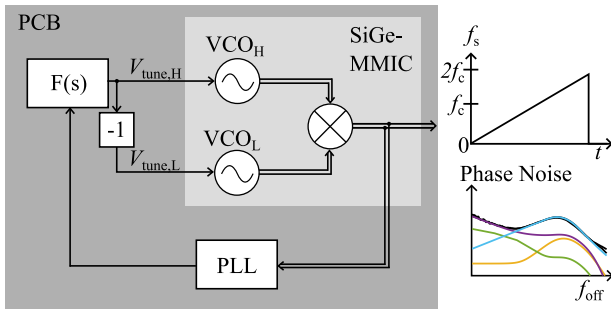 PCB
SiGe-
MMIC
VCO_H
F(s)
V_tune,H
-1
VCO_L
V_tune,L
PLL
f_s
2f_c
f_c
0
t
Phase Noise
f_off